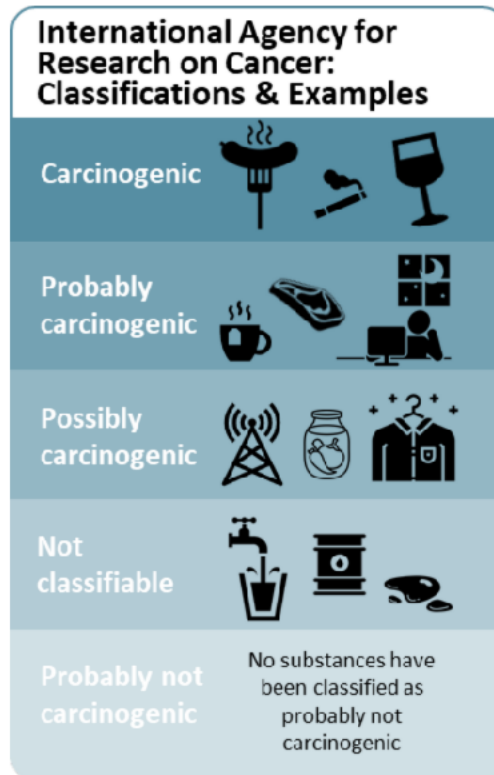 International Agency for
Research on Cancer:
Classifications & Examples
Carcinogenic
Probably
carcinogenic
Possibly
carcinogenic
Not
classifiable
Probably not
carcinogenic
No substances have
been classified as
probably not
carcinogenic